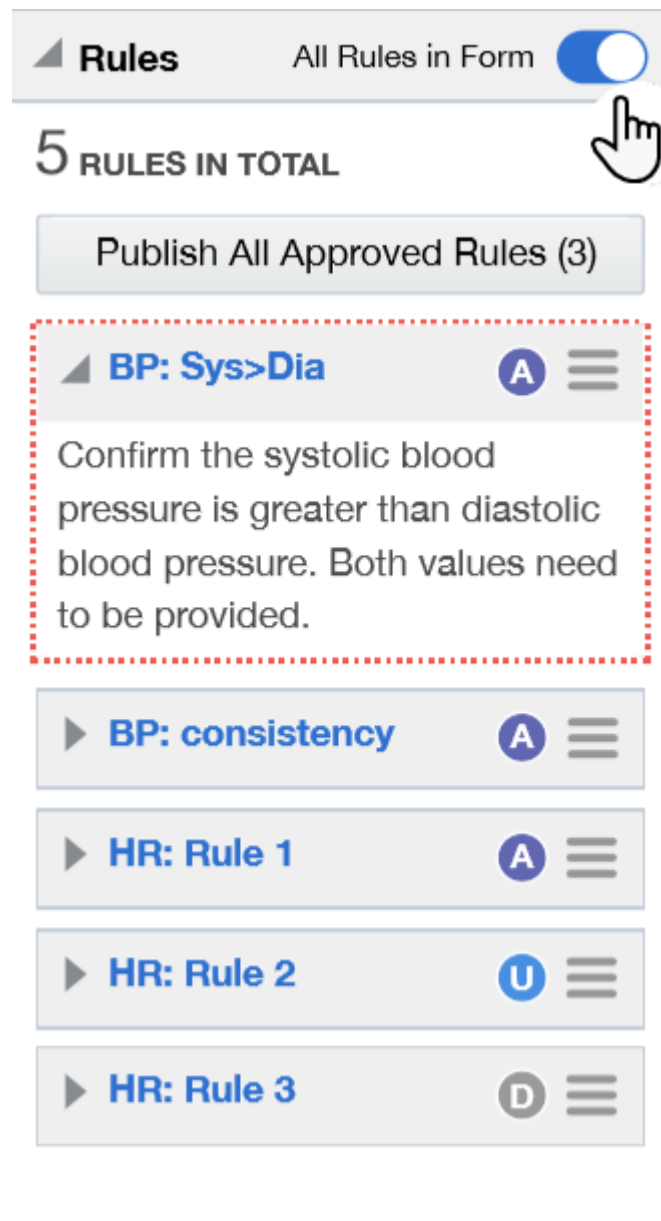 Rules All Rules in Form
5 RULES IN TOTAL
Publish All Approved Rules (3)
BP: Sys>Dia A
Confirm the systolic blood
pressure is greater than diastolic
blood pressure. Both values need
to be provided.
BP: consistency A
HR: Rule 1 A
HR: Rule 2 U
HR: Rule 3 D